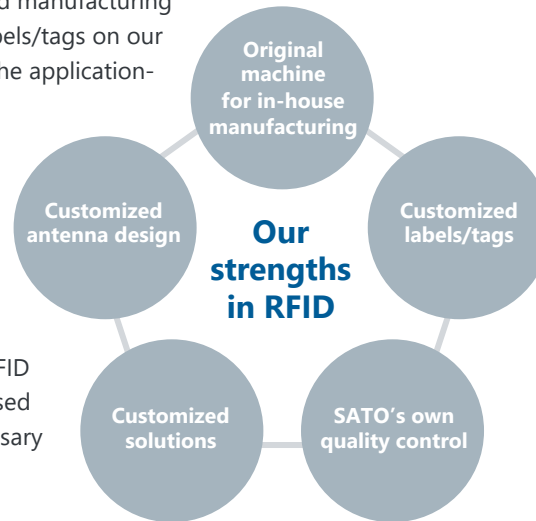 d manufacturing
bels/tags on our
he application-
Original
machine
for in-house
manufacturing
Customized
antenna design
Our
strengths
in RFID
Customized
labels/tags
FID
sed
sary
Customized
solutions
SATO's own
quality control